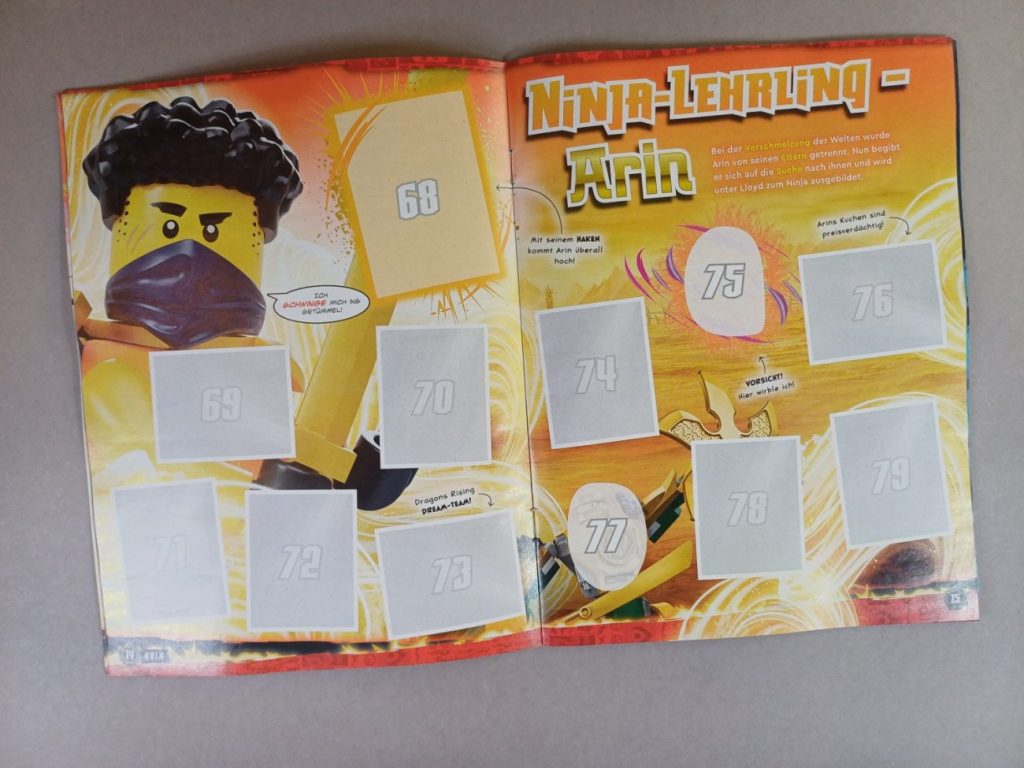 68
ICH
SCHWINGE MICH INS
GETÜMMEL!
69
70
71
72
Dragons Rising
DREAM-TEAM!
73
ARIN
NINJA-LEHRLING -
ARIN
Bei der Verschmelzung der Welten wurde
Arin von seinen Eltern getrennt. Nun begibt
er sich auf die Suche nach ihnen und wird
unter Lloyd zum Ninja ausgebildet.
Mit seinem HAKEN
kommt Arin überall
hoch!
Arins Kuchen sind
preisverdächtig!
75
76
74
VORSICHT!
Hier wirble ich!
77
78
79
75